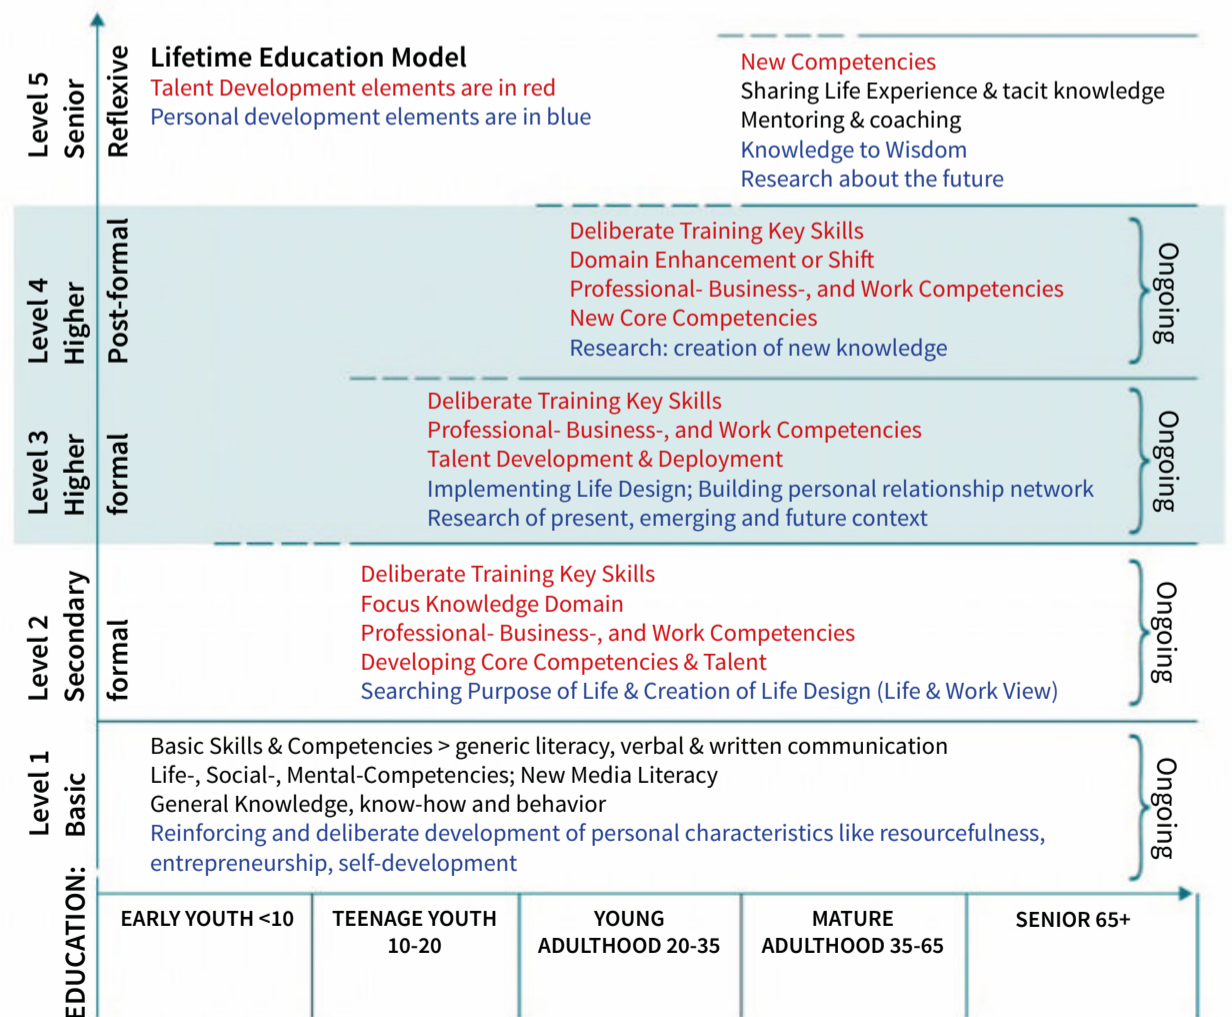 Lifetime Education Model
Talent Development elements are in red
Personal development elements are in blue
Level 5
Senior
Reflexive
New Competencies
Sharing Life Experience & tacit knowledge
Mentoring & coaching
Knowledge to Wisdom
Research about the future
Level 4
Higher
Post-formal
Deliberate Training Key Skills
Domain Enhancement or Shift
Professional- Business-, and Work Competencies
New Core Competencies
Research: creation of new knowledge
Ongoing
Level 3
Higher
formal
Deliberate Training Key Skills
Professional- Business-, and Work Competencies
Talent Development & Deployment
Implementing Life Design; Building personal relationship network
Research of present, emerging and future context
Ongoing
Level 2
Secondary
formal
Deliberate Training Key Skills
Focus Knowledge Domain
Professional- Business-, and Work Competencies
Developing Core Competencies & Talent
Searching Purpose of Life & Creation of Life Design (Life & Work View)
Ongoing
Level 1
Basic
Basic Skills & Competencies > generic literacy, verbal & written communication
Life-, Social-, Mental-Competencies; New Media Literacy
General Knowledge, know-how and behavior
Reinforcing and deliberate development of personal characteristics like resourcefulness,
entrepreneurship, self-development
Ongoing
EDUCATION:
EARLY YOUTH <10
TEENAGE YOUTH
10-20
YOUNG
ADULTHOOD 20-35
MATURE
ADULTHOOD 35-65
SENIOR 65+